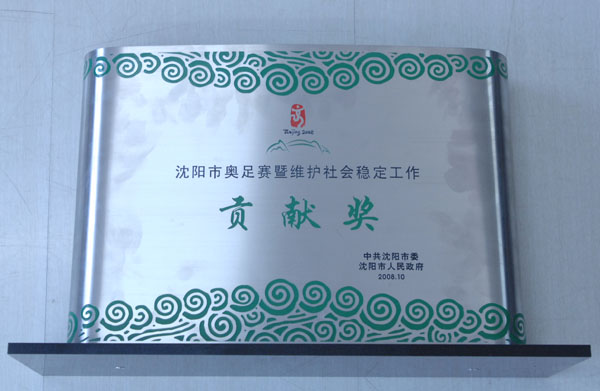 Beijing 2008
沈阳市奥足赛暨维护社会稳定工作
贡献奖
中共沈阳市委
沈阳市人民政府
2008.10